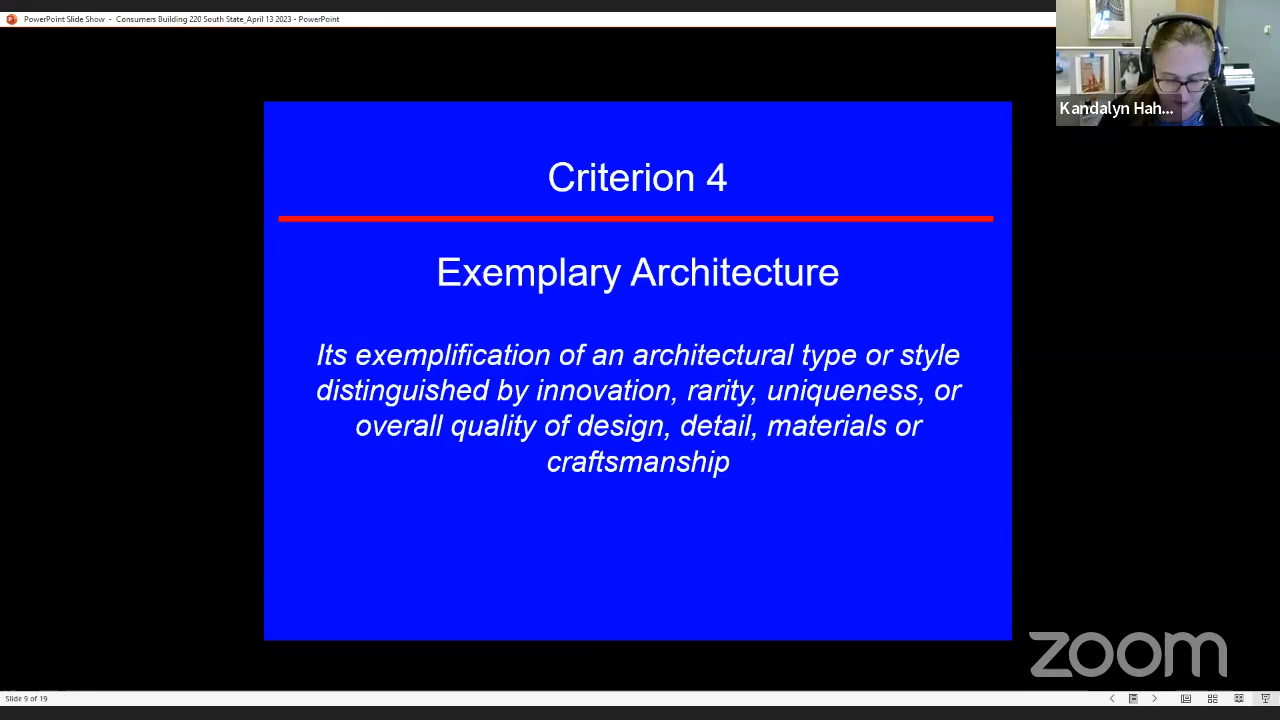 PowerPoint Slide Show - Consumers Building 220 South State_April 13 2023 - PowerPoint
Kandalyn Hah...
Criterion 4
Exemplary Architecture
Its exemplification of an architectural type or style
distinguished by innovation, rarity, uniqueness, or
overall quality of design, detail, materials or
craftsmanship
zoom
Slide 9 of 19